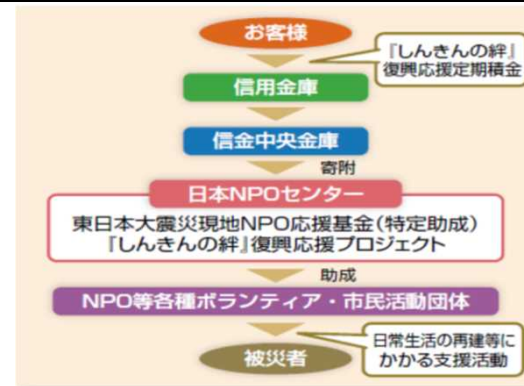 お客様
『しんきんの絆』
復興応援定期積金
信用金庫
信金中央金庫
寄附
日本NPOセンター
東日本大震災現地NPO応援基金(特定助成)
『しんきんの絆』復興応援プロジェクト
助成
NPO等各種ボランティア・市民活動団体
日常生活の再建等に
かかる支援活動
被災者